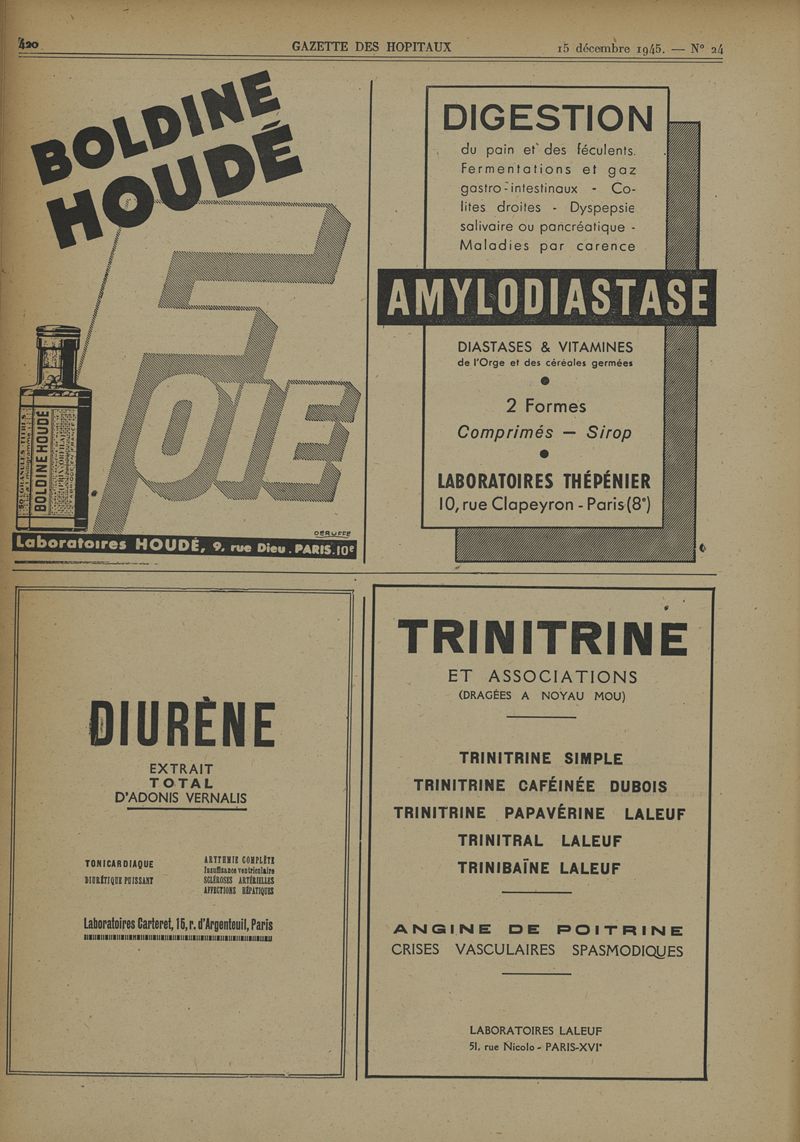 420
GAZETTE DES HOPITAUX
15 décembre 1945. — N° 24
BOLDINE
HOUDÉ
FOIE
BOLDINE HOUDÉ
DÉRUFFE
Laboratoires HOUDÉ, 9, rue Dieu. PARIS.10e
DIGESTION
du pain et des féculents.
Fermentations et gaz
gastro-intestinaux - Co-
lites droites - Dyspepsie
salivaire ou pancréatique -
Maladies par carence
AMYLODIASTASE
DIASTASES & VITAMINES
de l'Orge et des céréales germées
2 Formes
Comprimés — Sirop
LABORATOIRES THÉPÉNIER
10, rue Clapeyron - Paris (8e)
DIURÈNE
EXTRAIT
TOTAL
D'ADONIS VERNALIS
TONICARDIAQUE
DIURÉTIQUE PUISSANT
ARYTHMIE COMPLÈTE
Insuffisance ventriculaire
SCLÉROSES ARTÉRIELLES
AFFECTIONS HÉPATIQUES
Laboratoires Carteret, 15, r. d'Argenteuil, Paris
TRINITRINE
ET ASSOCIATIONS
(DRAGÉES A NOYAU MOU)
TRINITRINE SIMPLE
TRINITRINE CAFÉINÉE DUBOIS
TRINITRINE PAPAVÉRINE LALEUF
TRINITRAL LALEUF
TRINIBAÏNE LALEUF
ANGINE DE POITRINE
CRISES VASCULAIRES SPASMODIQUES
LABORATOIRES LALEUF
51, rue Nicolo - PARIS-XVIe